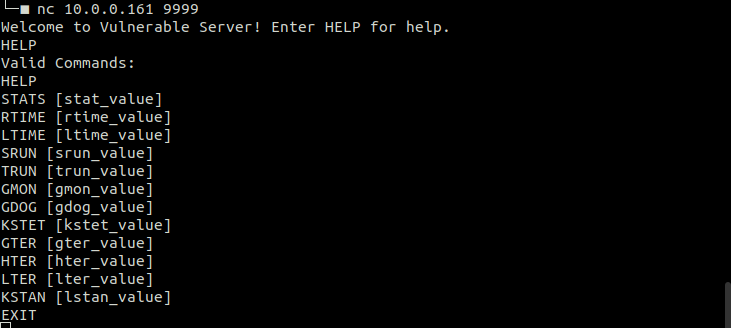 nc 10.0.0.161 9999
Welcome to Vulnerable Server! Enter HELP for help.
HELP
Valid Commands:
HELP
STATS [stat_value]
RTIME [rtime_value]
LTIME [ltime_value]
SRUN [srun_value]
TRUN [trun_value]
GMON [gmon_value]
GDOG [gdog_value]
KSTET [kstet_value]
GTER [gter_value]
HTER [hter_value]
LTER [lter_value]
KSTAN [lstan_value]
EXIT